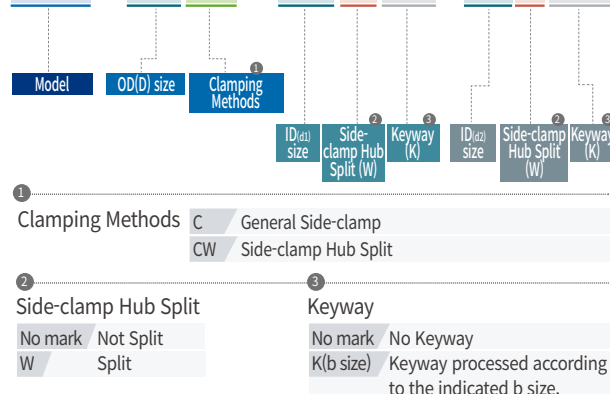 Model
OD(D) size
Clamping Methods
1
ID(d1) size
Side-clamp Hub Split (W)
2
Keyway (K)
3
ID(d2) size
Side-clamp Hub Split (W)
2
Keyway (K)
3
1
Clamping Methods
C General Side-clamp
CW Side-clamp Hub Split
2
Side-clamp Hub Split
No mark Not Split
W Split
3
Keyway
No mark No Keyway
K(b size) Keyway processed according
to the indicated b size.